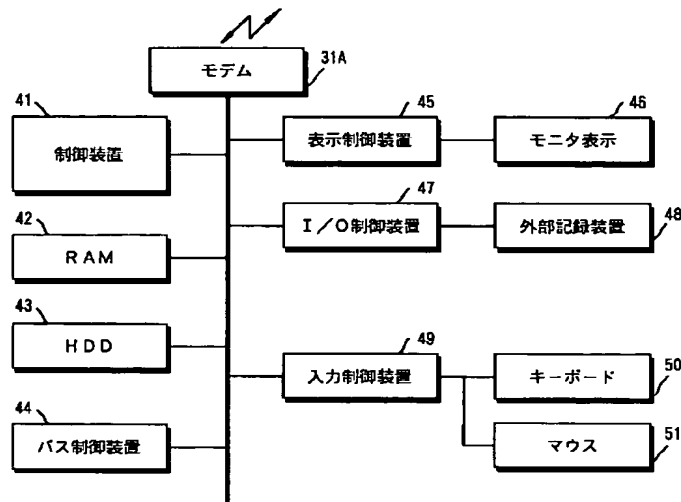 モデム
31A
41
制御装置
45
表示制御装置
46
モニタ表示
42
RAM
47
I/O制御装置
外部記録装置
48
43
HDD
49
入力制御装置
キーボード
50
44
バス制御装置
マウス
51